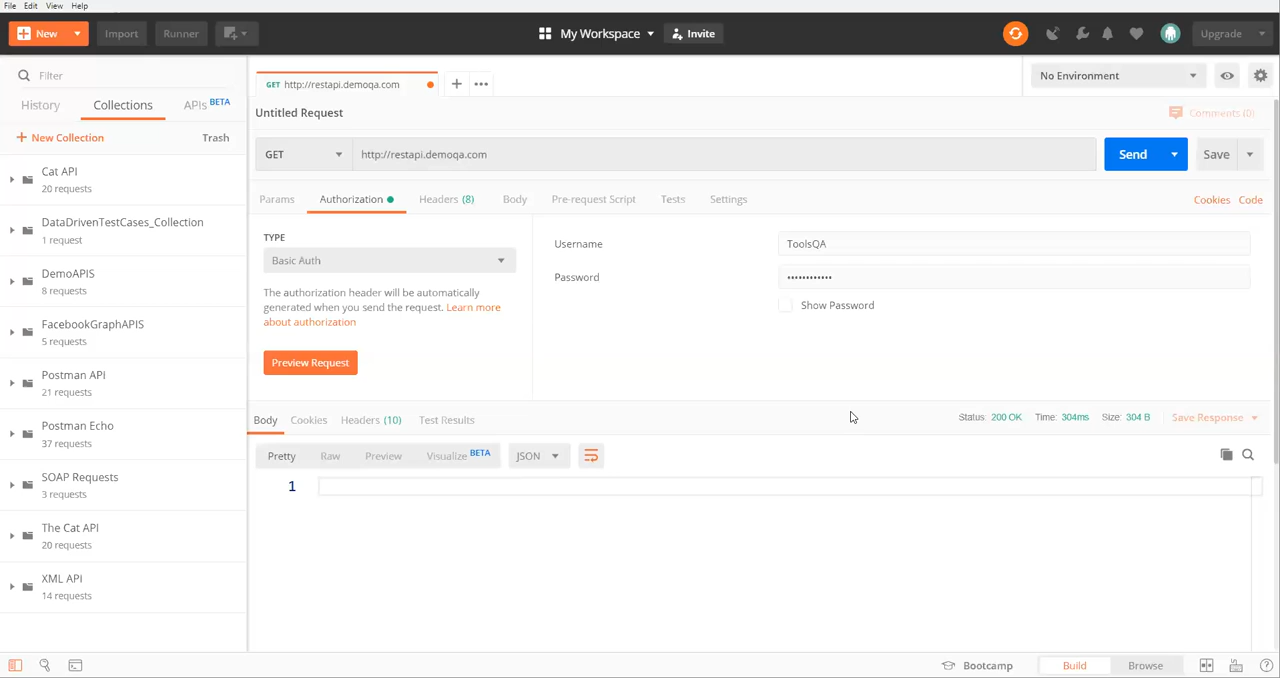 File Edit View Help
New Import Runner My Workspace Invite Upgrade
Filter
History Collections APIs BETA
New Collection Trash
Cat API
20 requests
DataDrivenTestCases_Collection
1 request
DemoAPIS
8 requests
FacebookGraphAPIS
5 requests
Postman API
21 requests
Postman Echo
37 requests
SOAP Requests
3 requests
The Cat API
20 requests
XML API
14 requests
GET http://restapi.demoqa.com
No Environment
Untitled Request Comments (0)
GET http://restapi.demoqa.com Send Save
Params Authorization Headers (8) Body Pre-request Script Tests Settings Cookies Code
TYPE
Basic Auth
The authorization header will be automatically
generated when you send the request. Learn more
about authorization
Preview Request
Username ToolsQA
Password ••••••••••••
Show Password
Body Cookies Headers (10) Test Results Status: 200 OK Time: 304ms Size: 304 B Save Response
Pretty Raw Preview Visualize BETA JSON
1
Bootcamp Build Browse